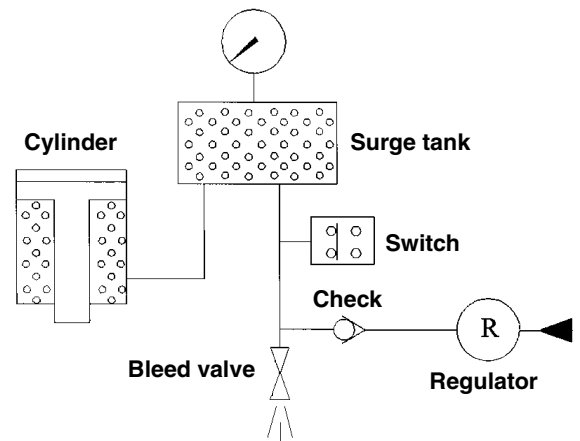 Cylinder
Surge tank
Switch
Check
R
Bleed valve
Regulator